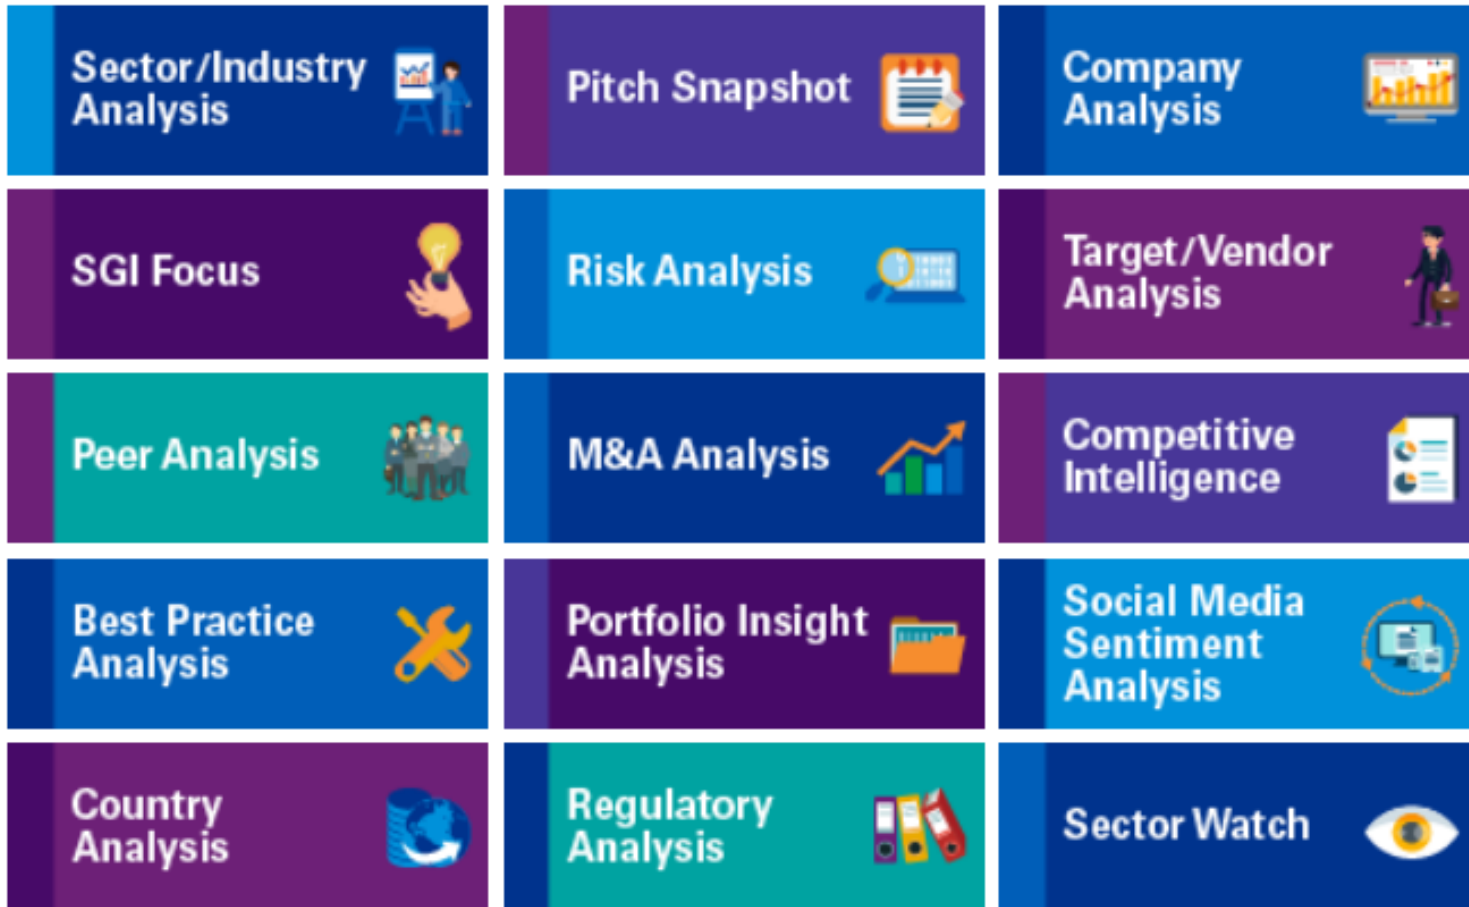 Sector/Industry
Analysis
Pitch Snapshot
Company
Analysis
SGI Focus
Risk Analysis
Target/Vendor
Analysis
Peer Analysis
M&A Analysis
Competitive
Intelligence
Best Practice
Analysis
Portfolio Insight
Analysis
Social Media
Sentiment
Analysis
Country
Analysis
Regulatory
Analysis
Sector Watch